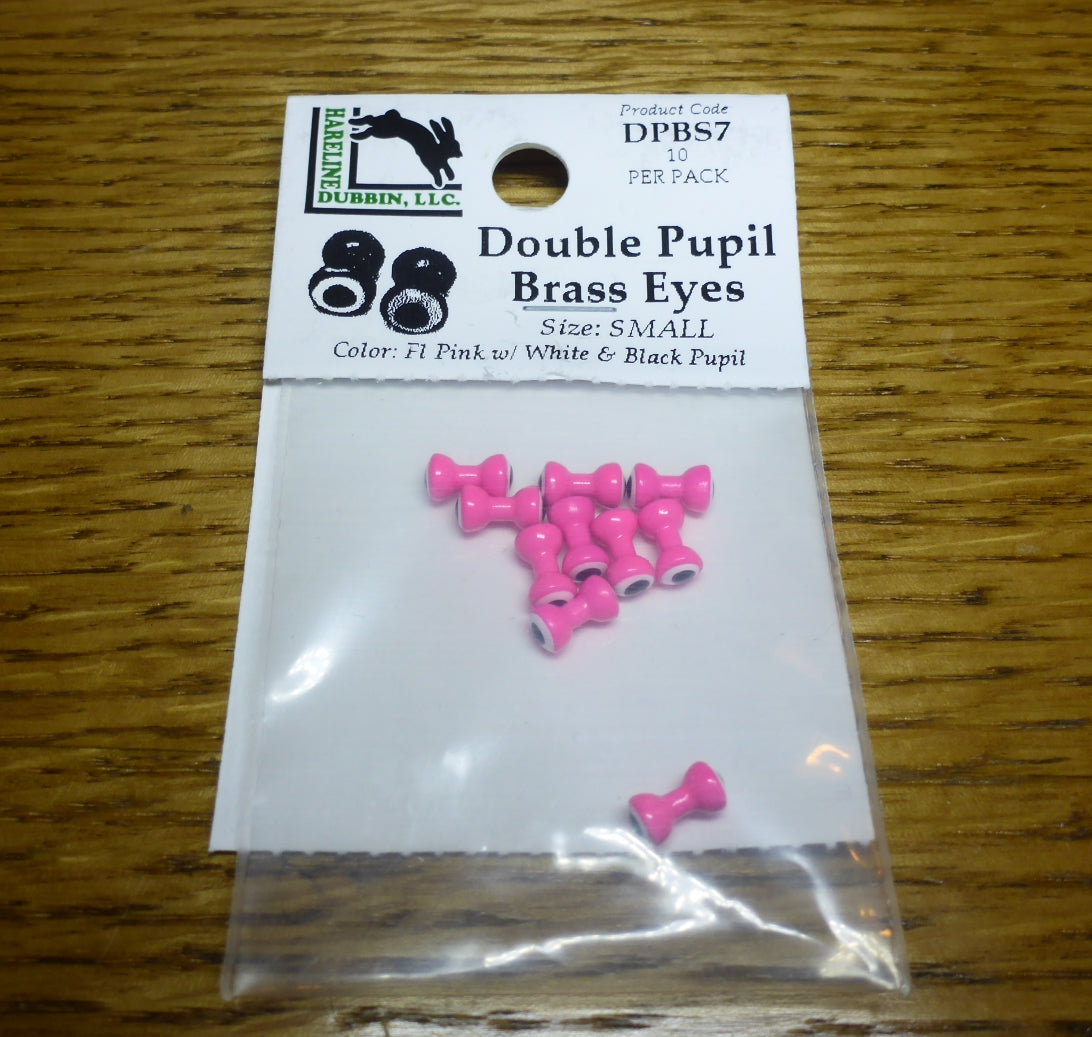 HARELINE
DUBBIN, LLC.
Product Code
DPBS7
10
PER PACK
Double Pupil
Brass Eyes
Size: SMALL
Color: Fl Pink w/ White & Black Pupil